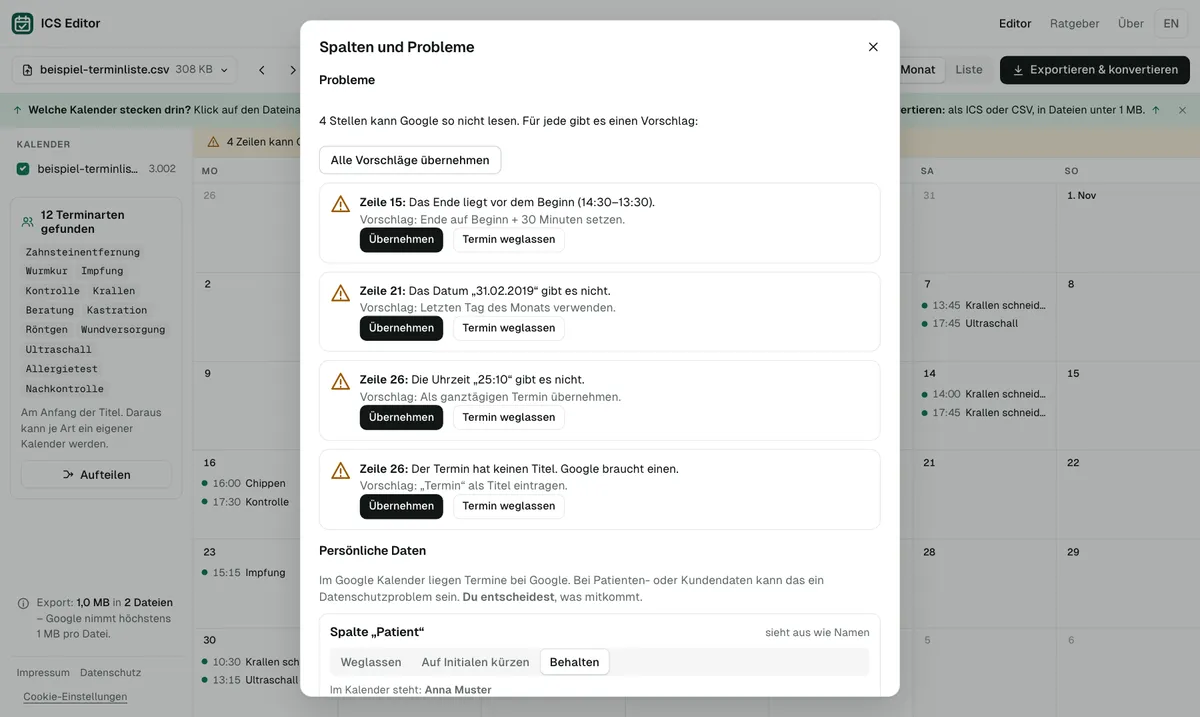 ICS Editor
Editor Ratgeber Über EN
beispiel-terminliste.csv 308 KB
Monat Liste Exportieren & konvertieren
↑ Welche Kalender stecken drin? Klick auf den Dateina
ertieren: als ICS oder CSV, in Dateien unter 1 MB. ↑
KALENDER
beispiel-terminlis... 3.002
4 Zeilen kann
12 Terminarten
gefunden
Zahnsteinentfernung
Wurmkur Impfung
Kontrolle Krallen
Beratung Kastration
Röntgen Wundversorgung
Ultraschall
Allergietest
Nachkontrolle
Am Anfang der Titel. Daraus
kann je Art ein eigener
Kalender werden.
Aufteilen
Export: 1,0 MB in 2 Dateien
– Google nimmt höchstens
1 MB pro Datei.
Impressum Datenschutz
Cookie-Einstellungen
MO
26
2
9
16
16:00 Chippen
17:30 Kontrolle
23
15:15 Impfung
30
10:30 Krallen sch
13:15 Ultraschall
Spalten und Probleme
Probleme
4 Stellen kann Google so nicht lesen. Für jede gibt es einen Vorschlag:
Alle Vorschläge übernehmen
Zeile 15: Das Ende liegt vor dem Beginn (14:30–13:30).
Vorschlag: Ende auf Beginn + 30 Minuten setzen.
Übernehmen Termin weglassen
Zeile 21: Das Datum „31.02.2019“ gibt es nicht.
Vorschlag: Letzten Tag des Monats verwenden.
Übernehmen Termin weglassen
Zeile 26: Die Uhrzeit „25:10“ gibt es nicht.
Vorschlag: Als ganztägigen Termin übernehmen.
Übernehmen Termin weglassen
Zeile 26: Der Termin hat keinen Titel. Google braucht einen.
Vorschlag: „Termin“ als Titel eintragen.
Übernehmen Termin weglassen
Persönliche Daten
Im Google Kalender liegen Termine bei Google. Bei Patienten- oder Kundendaten kann das ein
Datenschutzproblem sein. Du entscheidest, was mitkommt.
Spalte „Patient“ sieht aus wie Namen
Weglassen Auf Initialen kürzen Behalten
Im Kalender steht: Anna Muster
SA SO
31 1. Nov
7 8
13:45 Krallen schneid...
17:45 Ultraschall
14 15
14:00 Krallen schneid...
17:45 Krallen schneid...
21 22
28 29
5 6